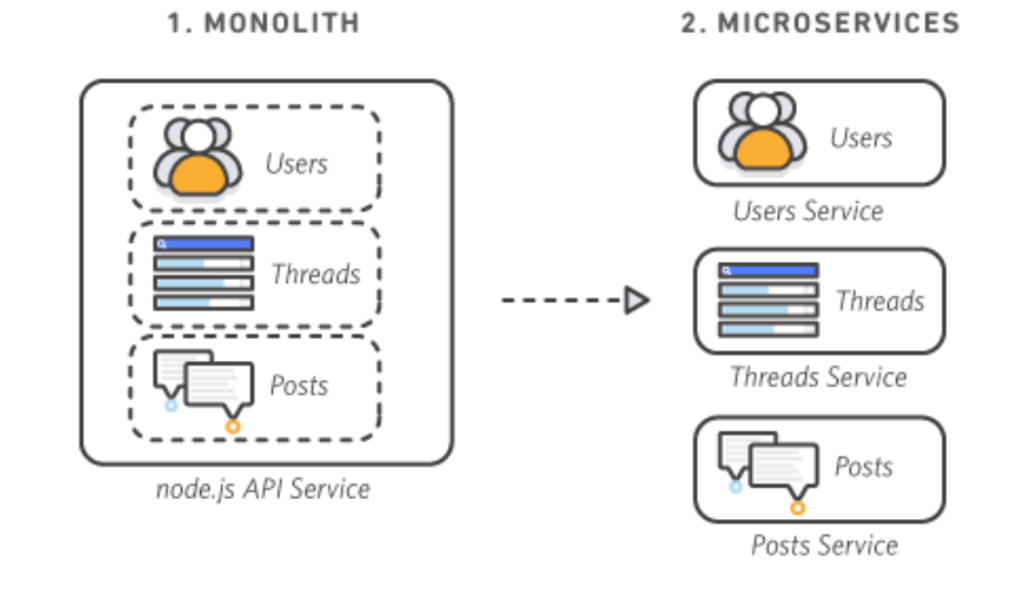 1. MONOLITH
Users
Threads
Posts
node.js API Service
2. MICROSERVICES
Users
Users Service
Threads
Threads Service
Posts
Posts Service